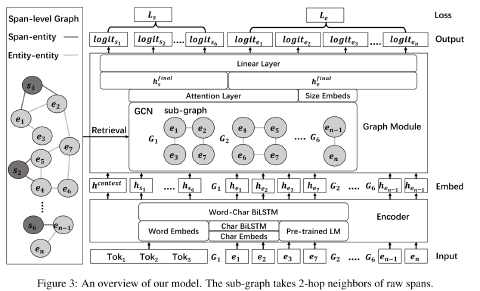 Span-level Graph
Span-entity
Entity-entity
s_1
e_1
e_2
e_3
e_5
e_7
s_2
e_4
e_6
s_6
e_{n-1}
e_n
Retrieval
L_s L_e Loss
logit_{s_1} logit_{s_2} .... logit_{s_6} logit_{e_1} logit_{e_2} logit_{e_3} .... logit_{e_n} Output
Linear Layer
h_s^{final} h_e^{final}
Attention Layer Size Embeds
GCN sub-graph
G_1 e_1 e_2 G_2 e_4 e_5 G_6 e_{n-1}
e_3 e_7 e_6 e_7 e_n
Graph Module
h^{context} h_{s_1} .... h_{s_6} G_1 h_{e_1} h_{e_2} h_{e_3} h_{e_7} G_2 .... G_6 h_{e_{n-1}} h_{e_{n-1}} Embed
Word-Char BiLSTM
Word Embeds Char BiLSTM Pre-trained LM
Char Embeds
Encoder
Tok_1 Tok_2 Tok_3 G_1 e_1 e_2 e_3 e_7 G_2 ... G_6 e_{n-1} e_n Input
Figure 3: An overview of our model. The sub-graph takes 2-hop neighbors of raw spans.